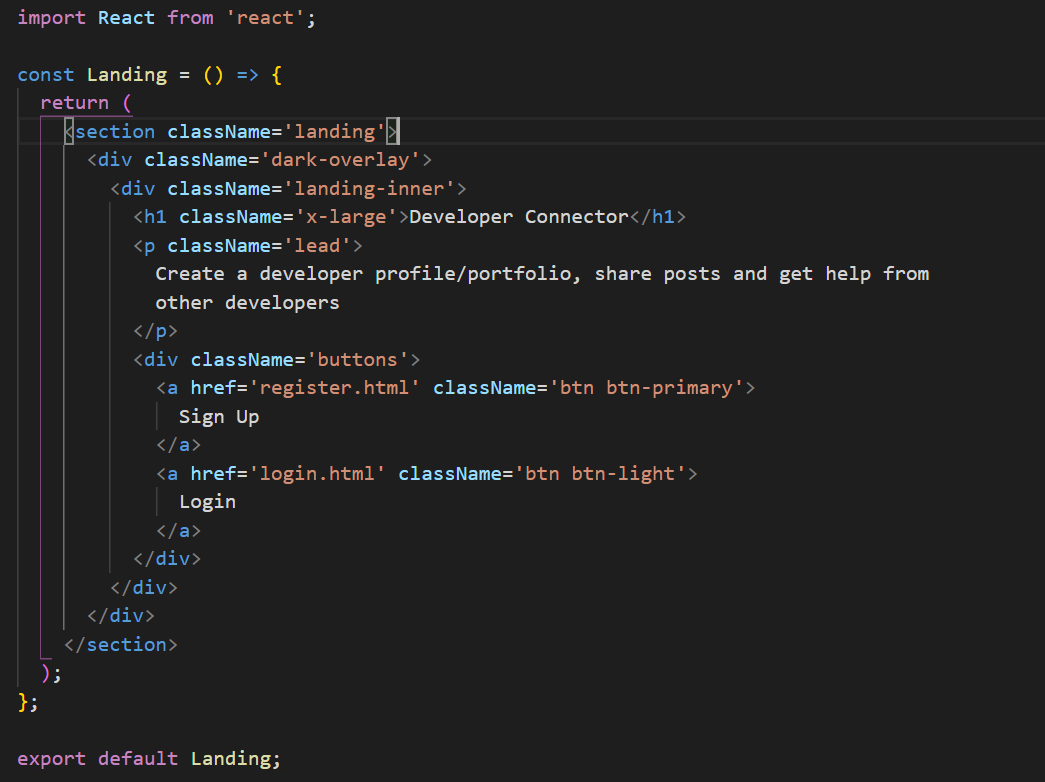 import React from 'react';

const Landing = () => {
  return (
    <section className='landing'>
      <div className='dark-overlay'>
        <div className='landing-inner'>
          <h1 className='x-large'>Developer Connector</h1>
          <p className='lead'>
            Create a developer profile/portfolio, share posts and get help from
            other developers
          </p>
          <div className='buttons'>
            <a href='register.html' className='btn btn-primary'>
              Sign Up
            </a>
            <a href='login.html' className='btn btn-light'>
              Login
            </a>
          </div>
        </div>
      </div>
    </section>
  );
};

export default Landing;